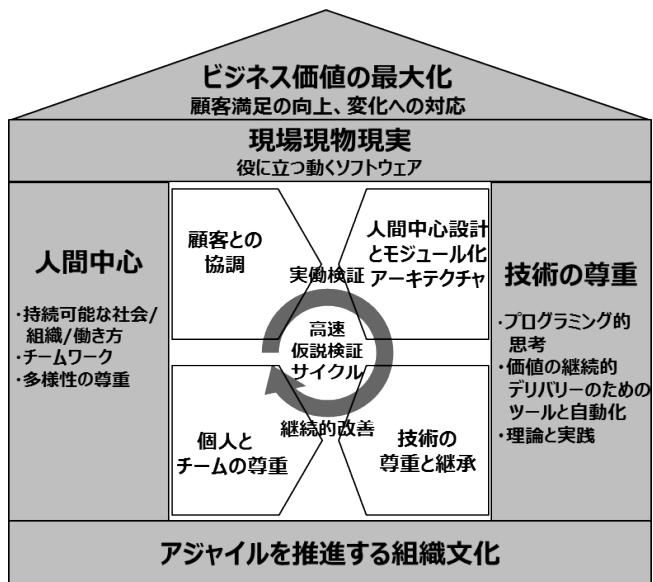 ビジネス価値の最大化
顧客満足の向上、変化への対応
現場現物現実
役に立つ動くソフトウェア
人間中心
・持続可能な社会/
組織/働き方
・チームワーク
・多様性の尊重
顧客との
協調
人間中心設計
とモジュール化
アーキテクチャ
実働検証
高速
仮説検証
サイクル
継続的改善
個人と
チームの尊重
技術の
尊重と継承
技術の尊重
・プログラミング的
思考
・価値の継続的
デリバリーのための
ツールと自動化
・理論と実践
アジャイルを推進する組織文化